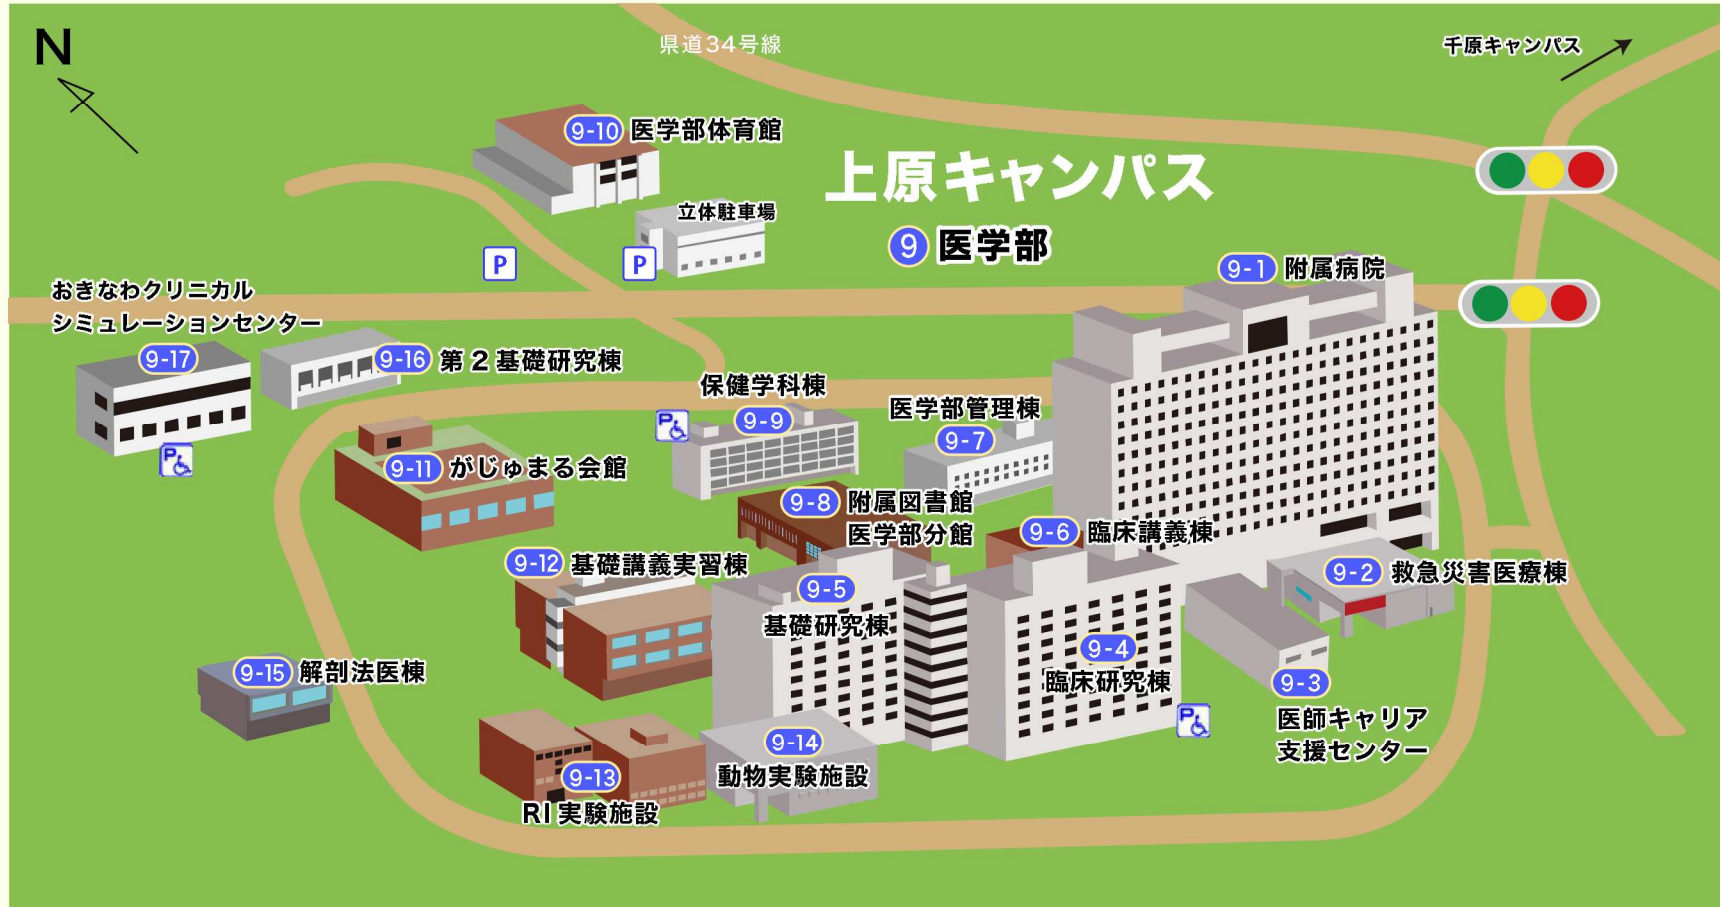 N
県道34号線
千原キャンパス
9-10 医学部体育館
上原キャンパス
立体駐車場
9 医学部
P
P
9-1 附属病院
おきなわクリニカル
シミュレーションセンター
9-17
9-16 第2基礎研究棟
保健学科棟
9-9
P
医学部管理棟
9-7
P
9-11 がじゅまる会館
9-8 附属図書館
医学部分館
9-6 臨床講義棟
9-12 基礎講義実習棟
9-2 救急災害医療棟
9-5
基礎研究棟
9-4
臨床研究棟
9-15 解剖法医棟
9-3
医師キャリア
支援センター
P
9-14
動物実験施設
9-13
RI実験施設